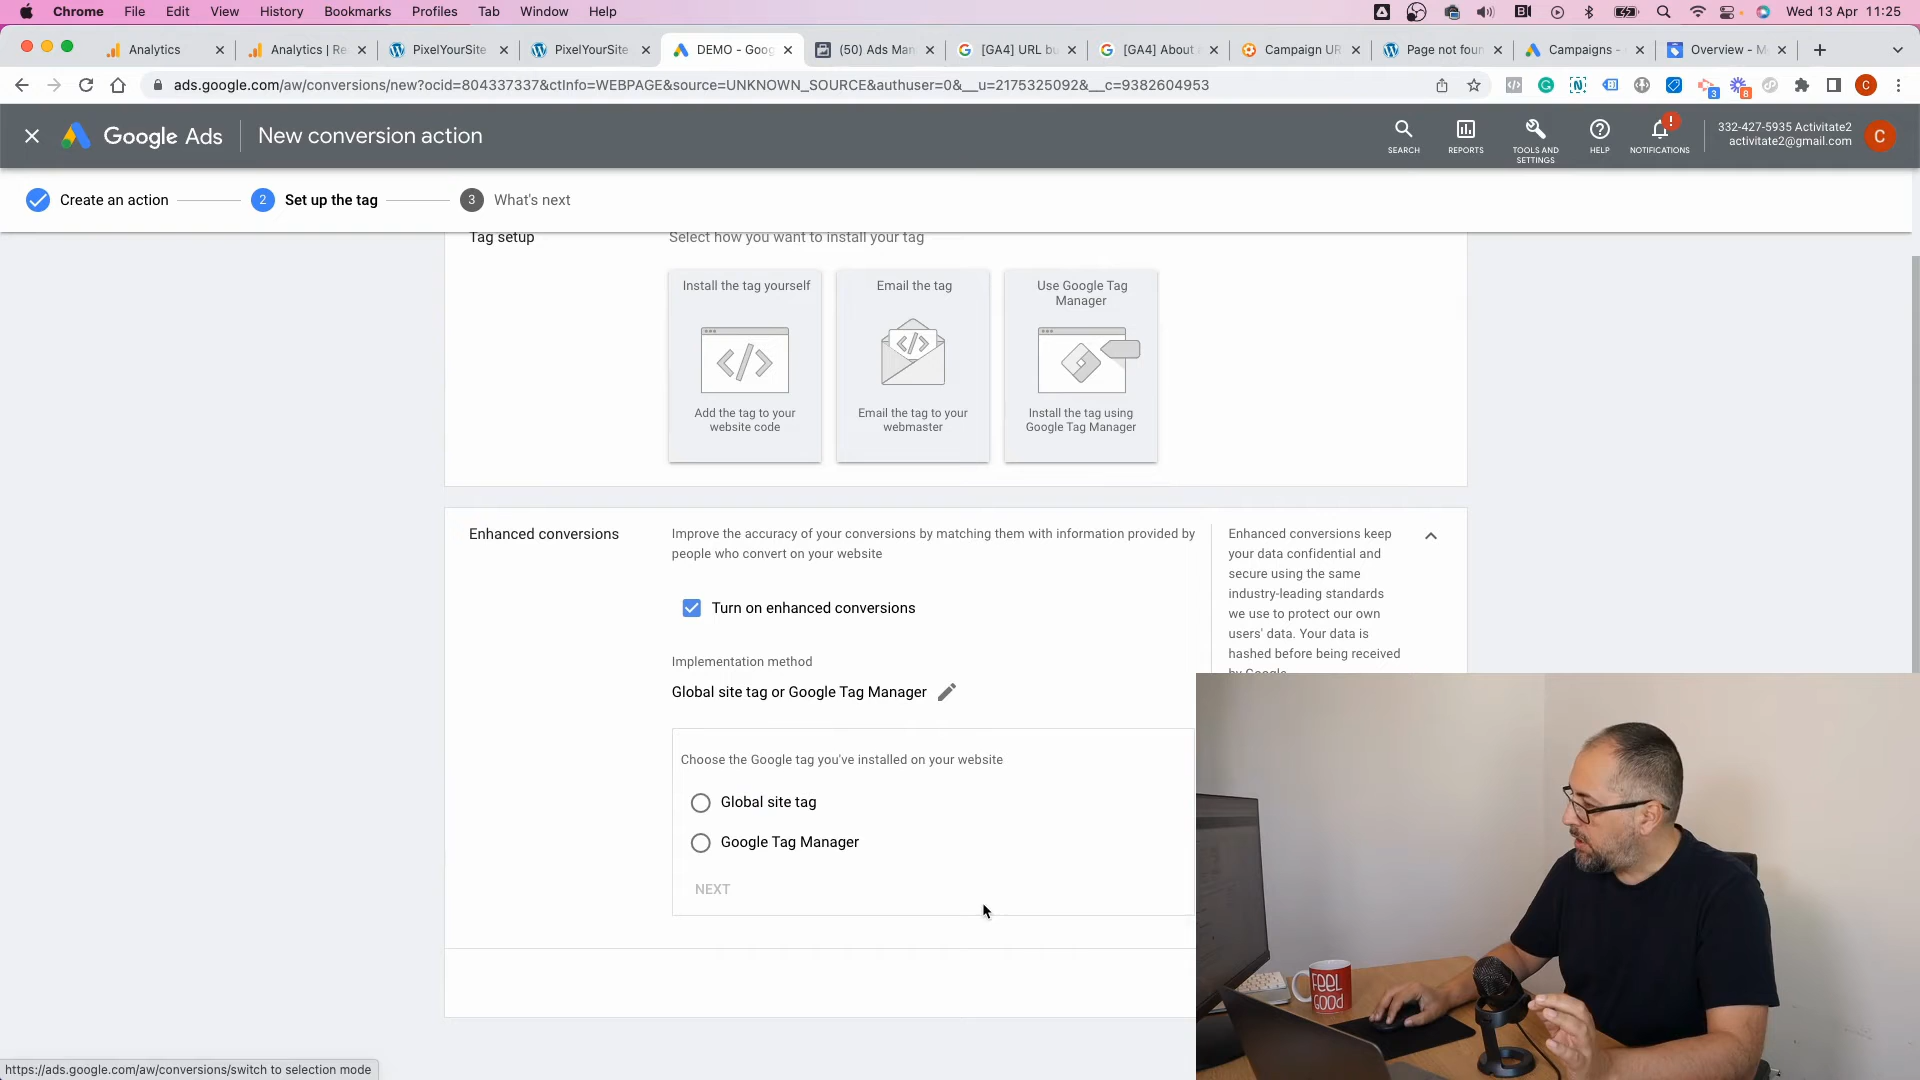 Chrome File Edit View History Bookmarks Profiles Tab Window Help Wed 13 Apr 11:25
Analytics Analytics | Re PixelYourSite PixelYourSite DEMO - Goog (50) Ads Man [GA4] URL bu [GA4] About Campaign UR Page not foun Campaigns - Overview - M
ads.google.com/aw/conversions/new?ocid=804337337&ctInfo=WEBPAGE&source=UNKNOWN_SOURCE&authuser=0&__u=2175325092&__c=9382604953
3 8 C
Google Ads New conversion action
SEARCH REPORTS TOOLS AND SETTINGS HELP NOTIFICATIONS
332-427-5935 Activitate2
activitate2@gmail.com
C
Create an action 2 Set up the tag 3 What's next
Tag setup Select how you want to install your tag
Install the tag yourself
Add the tag to your
website code
Email the tag
Email the tag to your
webmaster
Use Google Tag
Manager
Install the tag using
Google Tag Manager
Enhanced conversions
Improve the accuracy of your conversions by matching them with information provided by
people who convert on your website
Turn on enhanced conversions
Implementation method
Global site tag or Google Tag Manager
Choose the Google tag you've installed on your website
Global site tag
Google Tag Manager
NEXT
Enhanced conversions keep
your data confidential and
secure using the same
industry-leading standards
we use to protect our own
users' data. Your data is
hashed before being received
by Google.
FEEL
GOOD
https://ads.google.com/aw/conversions/switch to selection mode